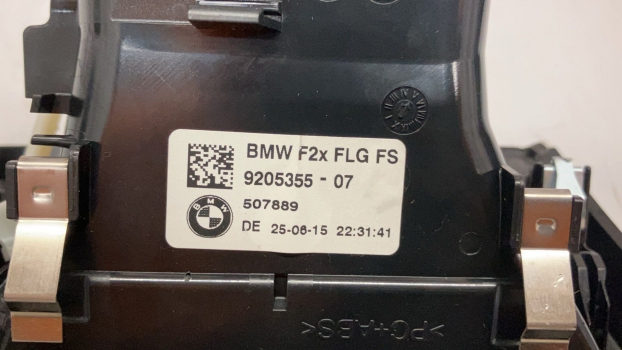 BMW F2x FLG FS
9205355 - 07
507889
BMW
DE 25-06-15 22:31:41
>PC+ABS<